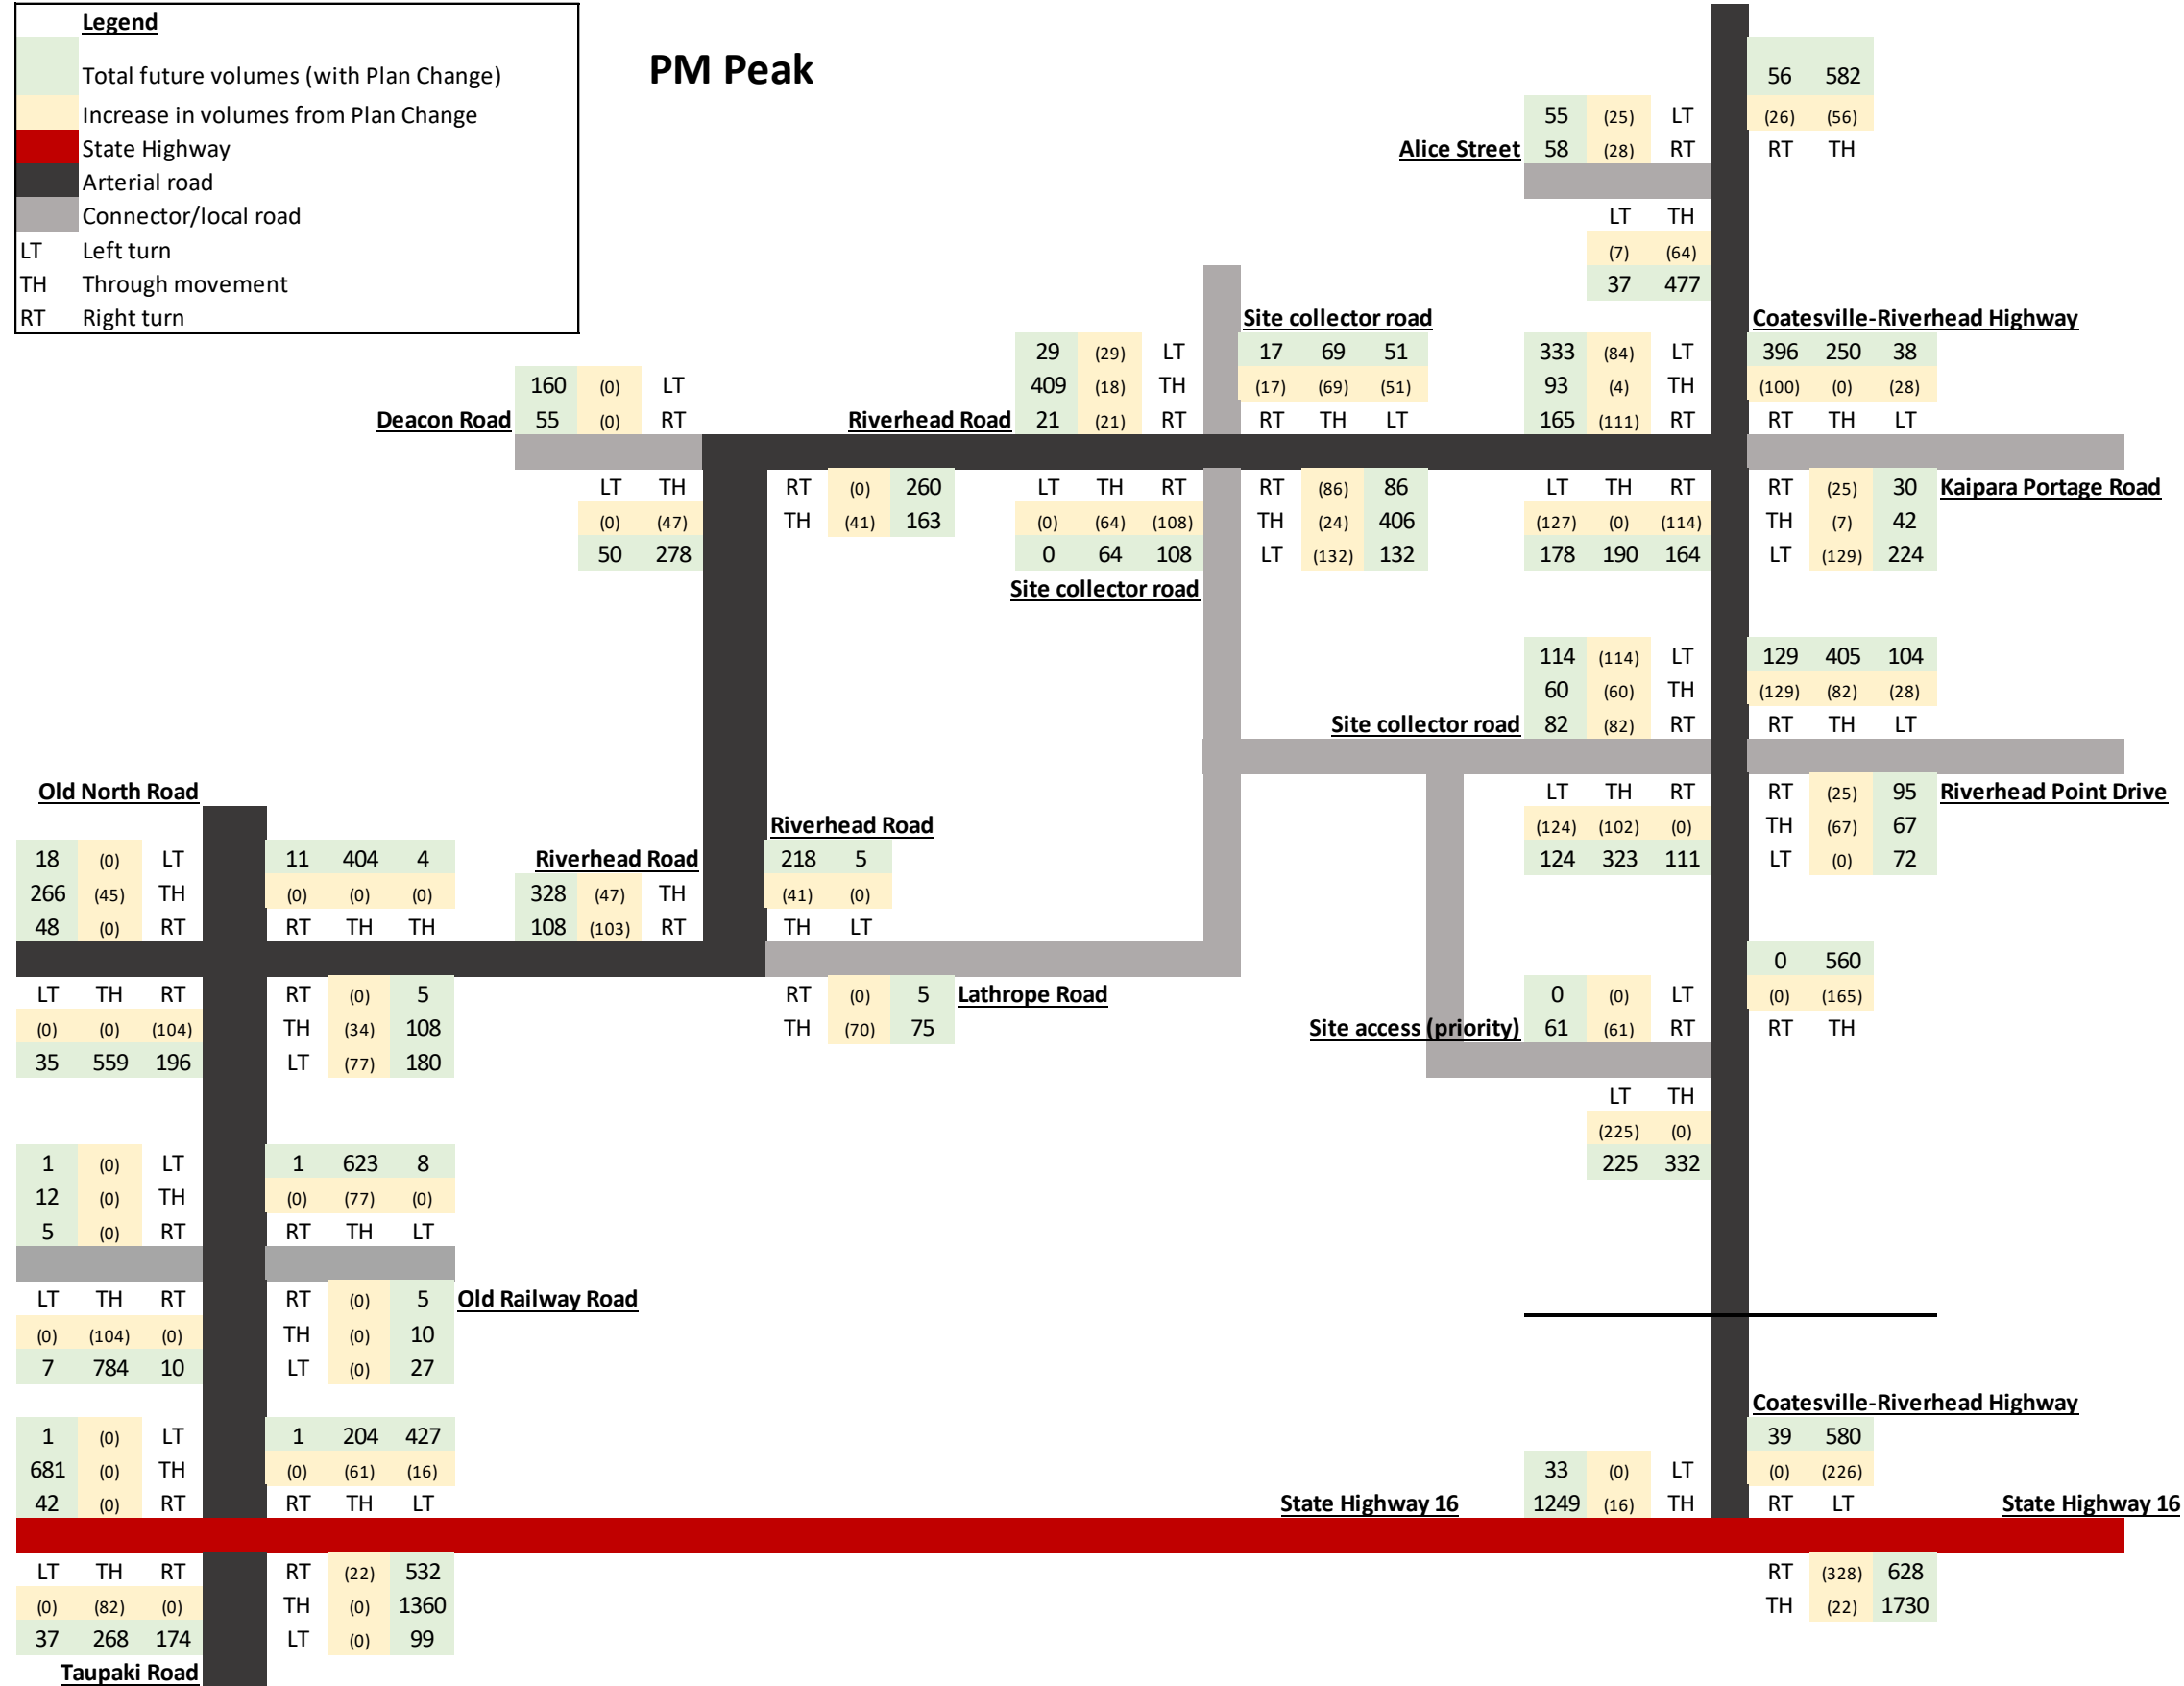 Legend
Total future volumes (with Plan Change)
Increase in volumes from Plan Change
State Highway
Arterial road
Connector/local road
LT Left turn
TH Through movement
RT Right turn
PM Peak
56 582
(26) (56)
RT TH
55 (25) LT
Alice Street 58 (28) RT
LT TH
(7) (64)
37 477
Coatesville-Riverhead Highway
333 (84) LT 396 250 38
93 (4) TH (100) (0) (28)
165 (111) RT RT TH LT
LT TH RT RT (25) 30 Kaipara Portage Road
(127) (0) (114) TH (7) 42
178 190 164 LT (129) 224
Site collector road
29 (29) LT 17 69 51
409 (18) TH (17) (69) (51)
Riverhead Road 21 (21) RT RT TH LT
LT TH RT RT (86) 86
(0) (64) (108) TH (24) 406
0 64 108 LT (132) 132
Site collector road
160 (0) LT
Deacon Road 55 (0) RT
LT TH RT (0) 260
(0) (47) TH (41) 163
50 278
114 (114) LT 129 405 104
60 (60) TH (129) (82) (28)
Site collector road 82 (82) RT RT TH LT
LT TH RT RT (25) 95 Riverhead Point Drive
(124) (102) (0) TH (67) 67
124 323 111 LT (0) 72
Old North Road
18 (0) LT 11 404 4
266 (45) TH (0) (0) (0)
48 (0) RT RT TH TH
LT TH RT RT (0) 5
(0) (0) (104) TH (34) 108
35 559 196 LT (77) 180
Riverhead Road
Riverhead Road 218 5
328 (47) TH (41) (0)
108 (103) RT TH LT
RT (0) 5 Lathrope Road
TH (70) 75
0 560
0 (0) LT (0) (165)
Site access (priority) 61 (61) RT RT TH
LT TH
(225) (0)
225 332
1 (0) LT 1 623 8
12 (0) TH (0) (77) (0)
5 (0) RT RT TH LT
LT TH RT RT (0) 5 Old Railway Road
(0) (104) (0) TH (0) 10
7 784 10 LT (0) 27
1 (0) LT 1 204 427
681 (0) TH (0) (61) (16)
42 (0) RT RT TH LT
LT TH RT RT (22) 532
(0) (82) (0) TH (0) 1360
37 268 174 LT (0) 99
Taupaki Road
Coatesville-Riverhead Highway
39 580
33 (0) LT (0) (226)
State Highway 16 1249 (16) TH RT LT State Highway 16
RT (328) 628
TH (22) 1730